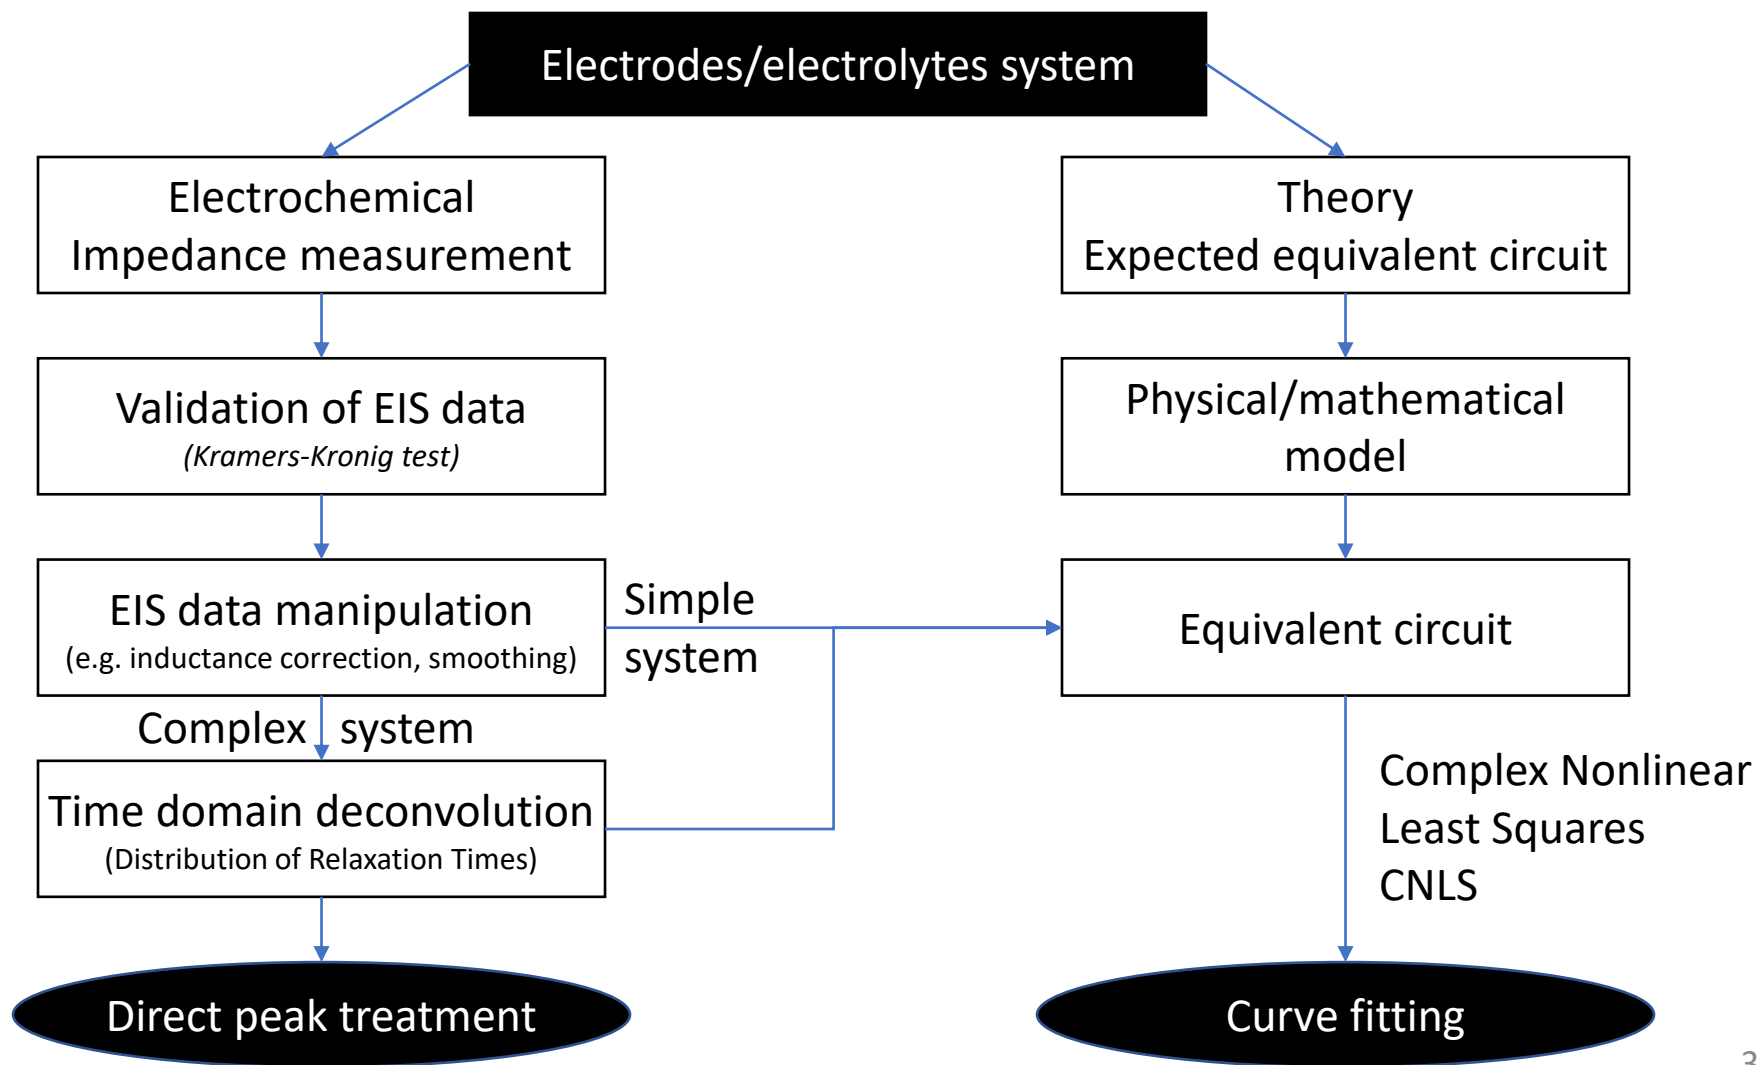 Electrodes/electrolytes system
Electrochemical
Impedance measurement
Theory
Expected equivalent circuit
Validation of EIS data
(Kramers-Kronig test)
Physical/mathematical
model
EIS data manipulation
(e.g. inductance correction, smoothing)
Simple
system
Equivalent circuit
Complex system
Time domain deconvolution
(Distribution of Relaxation Times)
Complex Nonlinear
Least Squares
CNLS
Direct peak treatment
Curve fitting
3